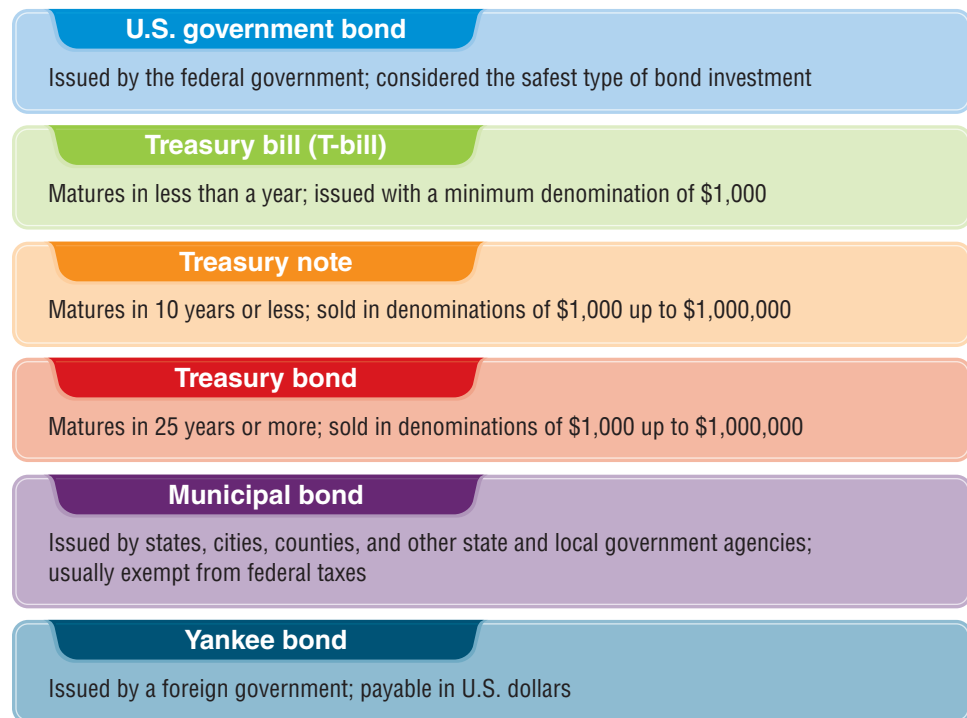 U.S. government bond
Issued by the federal government; considered the safest type of bond investment
Treasury bill (T-bill)
Matures in less than a year; issued with a minimum denomination of $1,000
Treasury note
Matures in 10 years or less; sold in denominations of $1,000 up to $1,000,000
Treasury bond
Matures in 25 years or more; sold in denominations of $1,000 up to $1,000,000
Municipal bond
Issued by states, cities, counties, and other state and local government agencies;
usually exempt from federal taxes
Yankee bond
Issued by a foreign government; payable in U.S. dollars